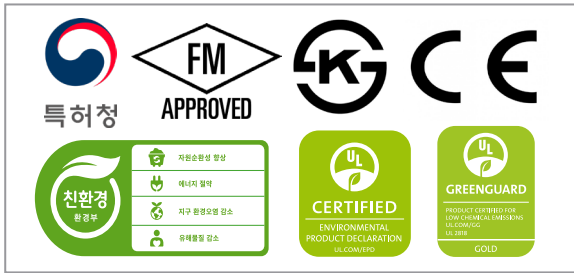 특허청
FM
APPROVED
K
CE
친환경
환경부
자원순환성 향상
에너지 절약
지구 환경오염 감소
유해물질 감소
UL
CERTIFIED
ENVIRONMENTAL
PRODUCT DECLARATION
UL.COM/EPD
UL
GREENGUARD
PRODUCT CERTIFIED FOR
LOW CHEMICAL EMISSIONS
UL.COM/GG
UL 2818
GOLD